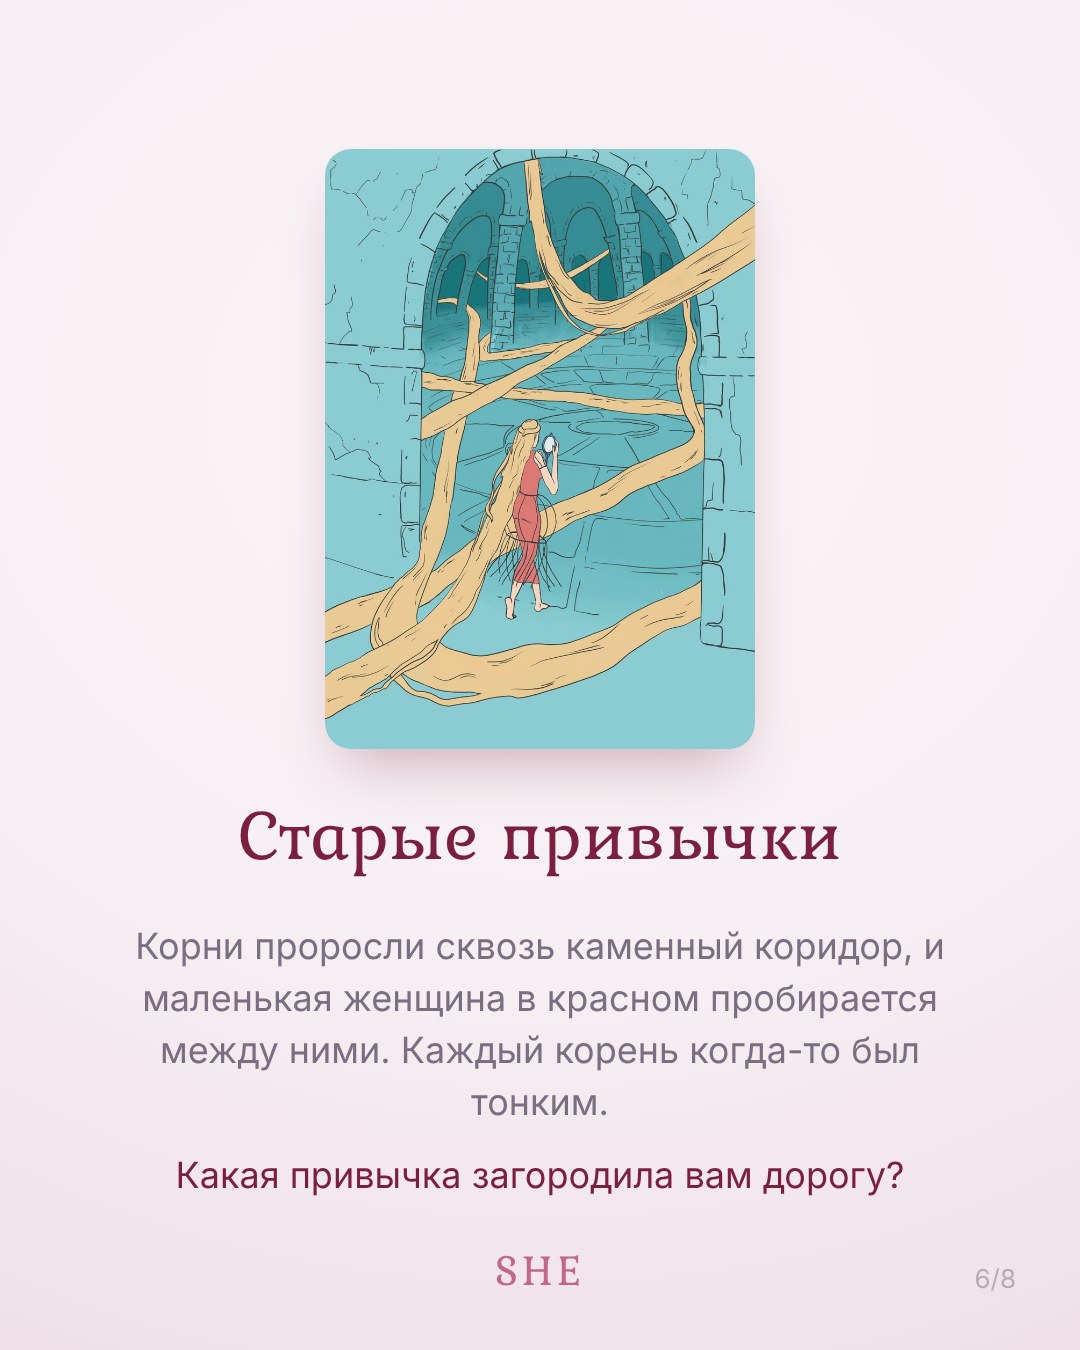 Старые привычки
Корни проросли сквозь каменный коридор, и
маленькая женщина в красном пробирается
между ними. Каждый корень когда-то был
тонким.
Какая привычка загородила вам дорогу?
SHE
6/8